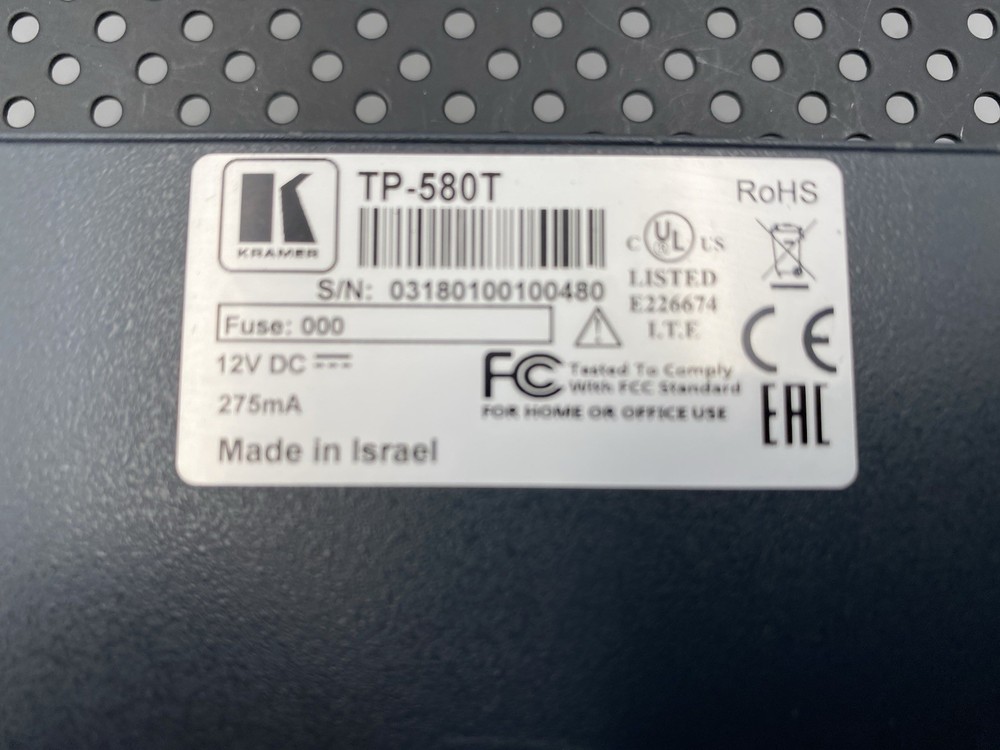 KRAMER
TP-580T
S/N: 03180100100480
Fuse: 000
12V DC
275mA
Made in Israel
RoHS
C UL US
LISTED
E226674
I.T.E
CE
FC Tested To Comply
With FCC Standard
FOR HOME OR OFFICE USE
EAC